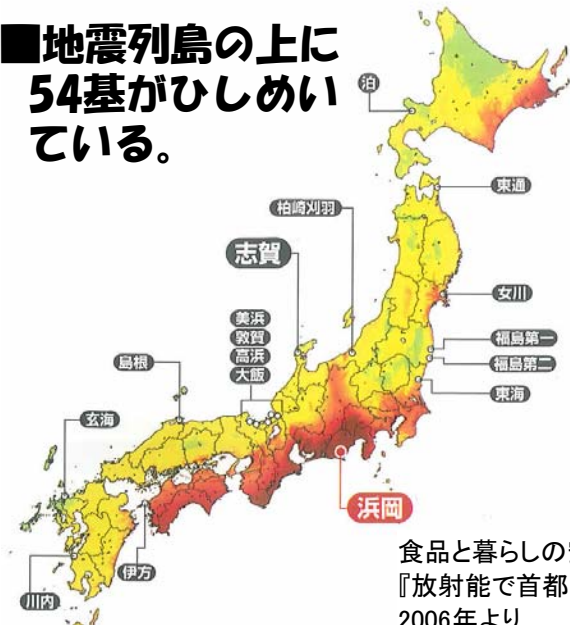 ■地震列島の上に
54基がひしめい
ている。
泊
東通
柏崎刈羽
志賀
女川
美浜
敦賀
高浜
大飯
福島第一
福島第二
島根
東海
玄海
浜岡
伊方
川内
食品と暮らしの
『放射能で首都
2006年より